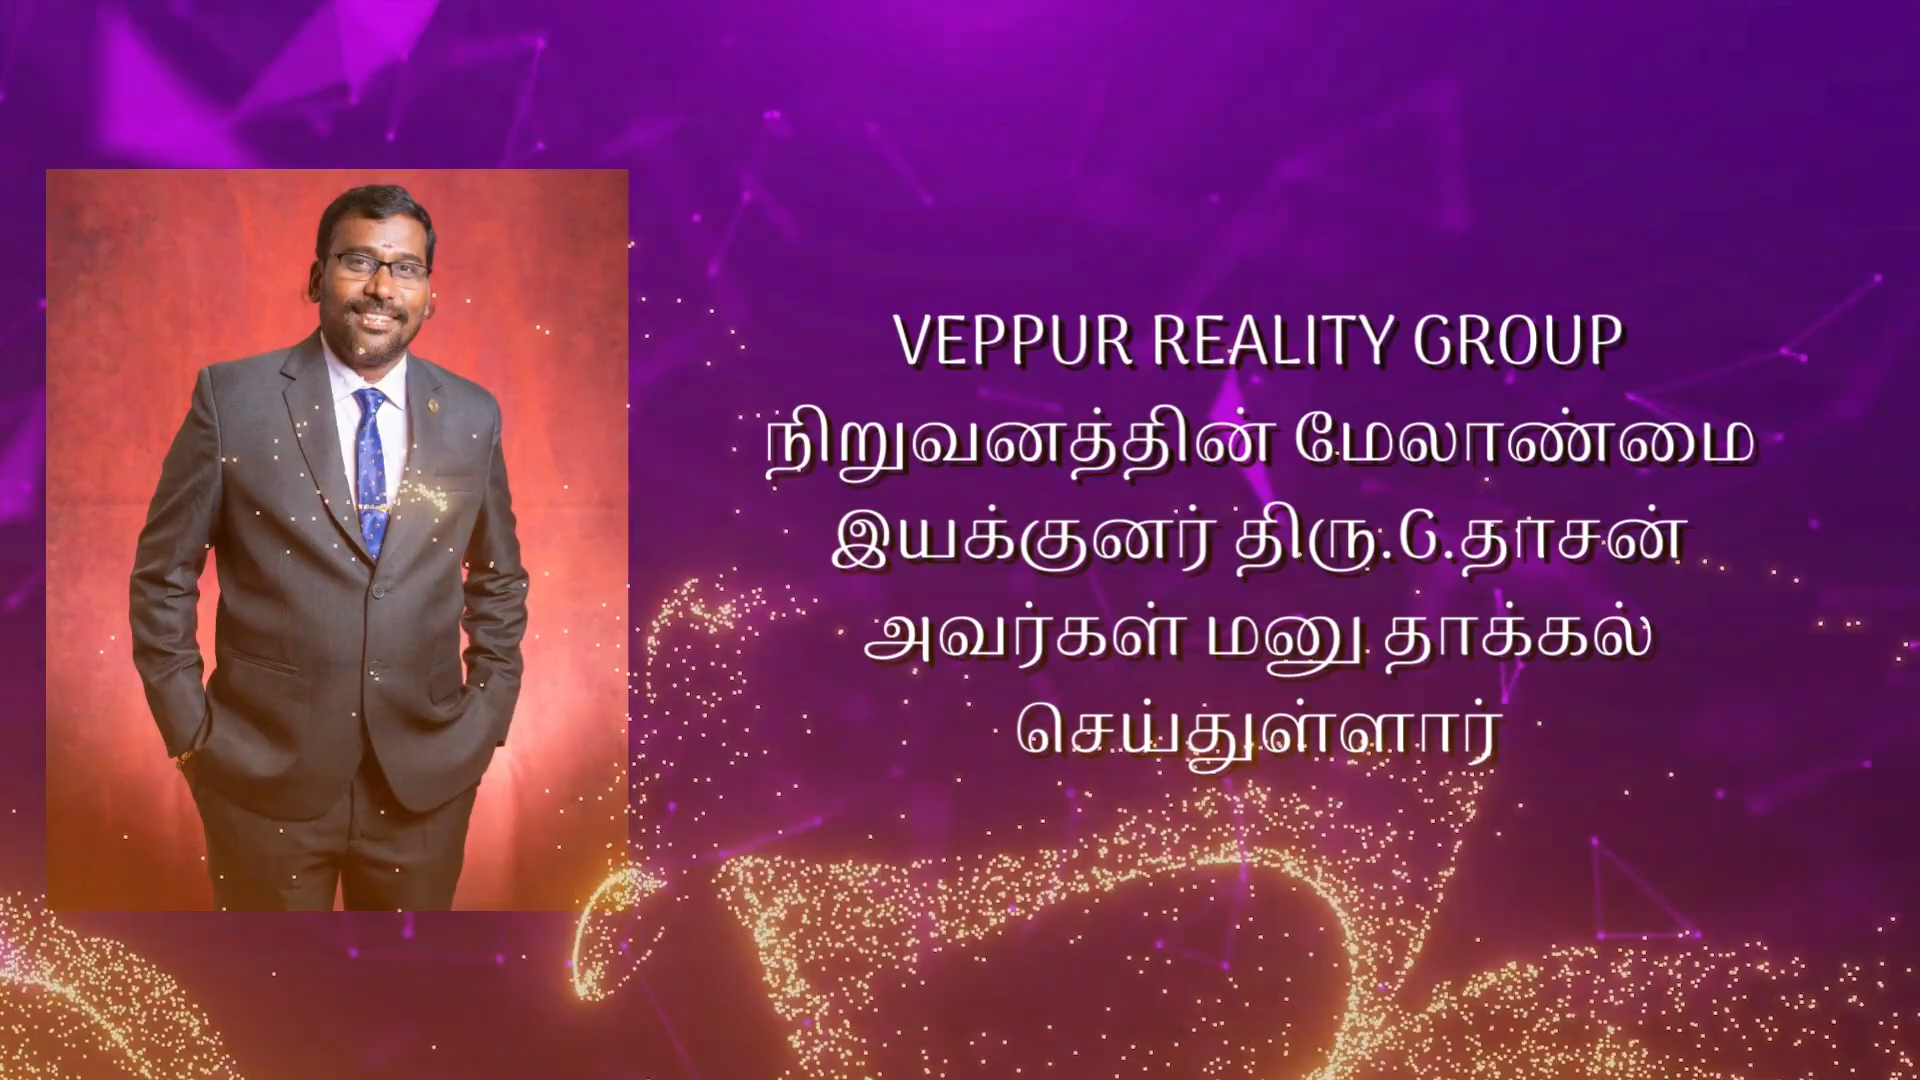 VEPPUR REALITY GROUP
நிறுவனத்தின் மேலாண்மை
இயக்குனர் திரு.G.தாசன்
அவர்கள் மனு தாக்கல்
செய்துள்ளார்